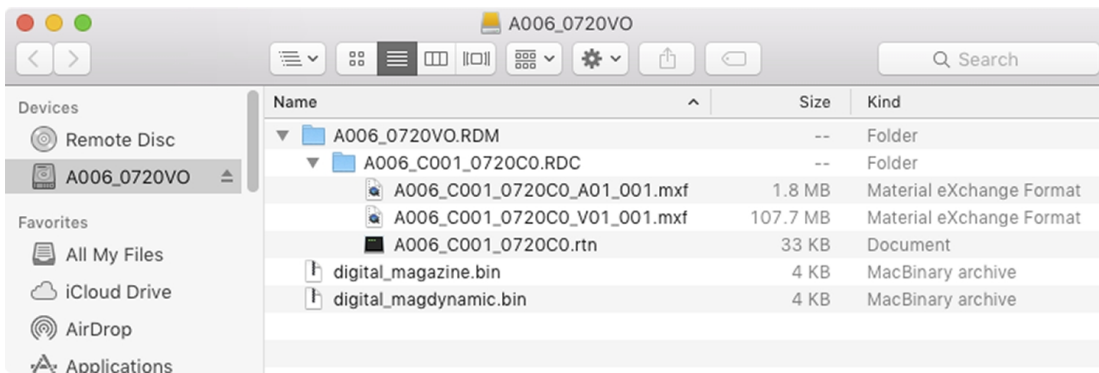 A006_0720VO
Search
Devices
Remote Disc
A006_0720VO
Favorites
All My Files
iCloud Drive
AirDrop
Applications
Name Size Kind
A006_0720VO.RDM -- Folder
A006_C001_0720C0.RDC -- Folder
A006_C001_0720C0_A01_001.mxf 1.8 MB Material eXchange Format
A006_C001_0720C0_V01_001.mxf 107.7 MB Material eXchange Format
A006_C001_0720C0.rtn 33 KB Document
digital_magazine.bin 4 KB MacBinary archive
digital_magdynamic.bin 4 KB MacBinary archive